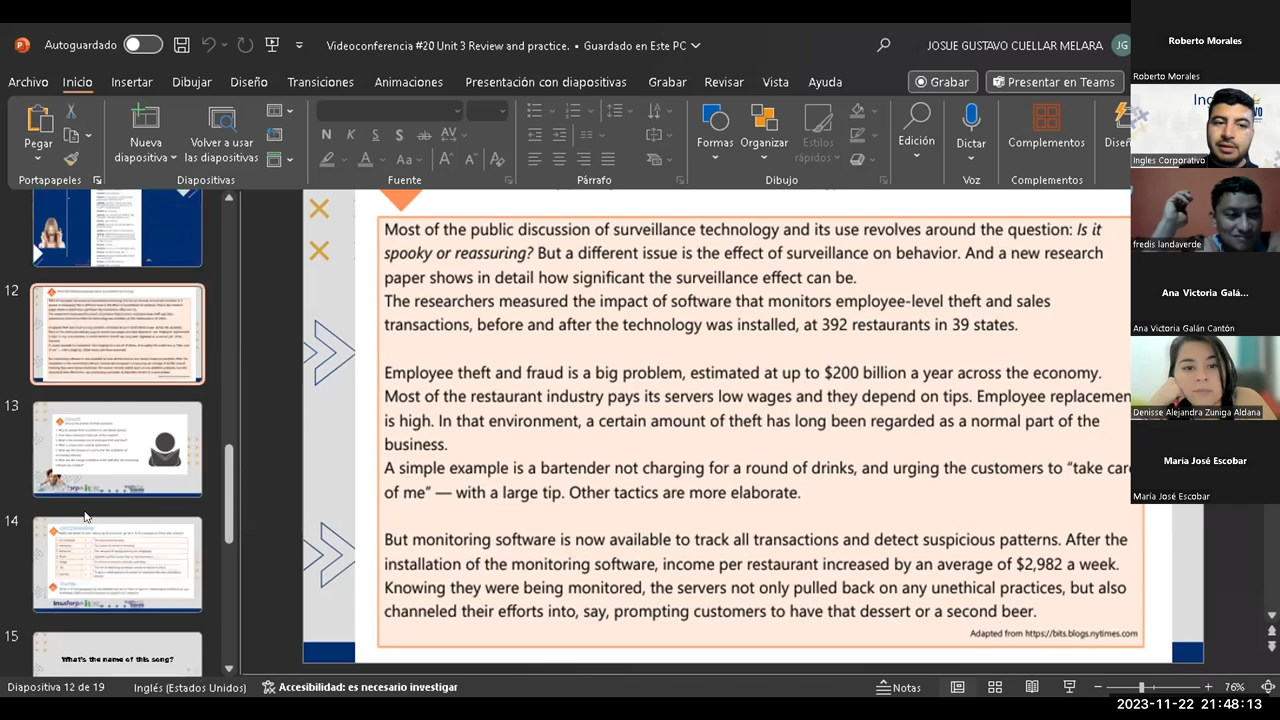 Autoguardado
Videoconferencia #20 Unit 3 Review and practice. • Guardado en Este PC
JOSUE GUSTAVO CUELLAR MELARA
JG
Archivo Inicio Insertar Dibujar Diseño Transiciones Animaciones Presentación con diapositivas Grabar Revisar Vista Ayuda
Grabar
Presentar en Teams
Pegar
Nueva
diapositiva
Volver a usar
las diapositivas
Formas
Organizar
Estilos
rápidos
Edición
Dictar
Complementos
Portapapeles
Diapositivas
Fuente
Párrafo
Dibujo
Voz
Complementos
12
13
14
15
What's the name of this song?
Most of the public discussion of surveillance technology and its use revolves around the question: Is it
spooky or reassuring? But a different issue is the effect of surveillance on behavior. And a new research
paper shows in detail how significant the surveillance effect can be.
The researchers measured the impact of software that monitors employee-level theft and sales
transactions, before and after the technology was installed, at 392 restaurants in 39 states.
Employee theft and fraud is a big problem, estimated at up to $200 billion a year across the economy.
Most of the restaurant industry pays its servers low wages and they depend on tips. Employee replacemen
is high. In that environment, a certain amount of theft has long been regarded as a normal part of the
business.
A simple example is a bartender not charging for a round of drinks, and urging the customers to “take car
of me” — with a large tip. Other tactics are more elaborate.
But monitoring software is now available to track all transactions and detect suspicious patterns. After the
installation of the monitoring software, income per restaurant increased by an average of $2,982 a week.
Knowing they were being monitored, the servers not only pulled back on any unethical practices, but also
channeled their efforts into, say, prompting customers to have that dessert or a second beer.
Adapted from https://bits.blogs.nytimes.com
Roberto Morales
Roberto Morales
Ingles Corporativo
fredis landaverde
Ana Victoria Galá...
Ana Victoria Galán Cantón
Denisse Alejandra Zuniga Aldana
María José Escobar
María José Escobar
Diapositiva 12 de 19
Inglés (Estados Unidos)
Accesibilidad: es necesario investigar
Notas
76%
2023-11-22 21:48:13